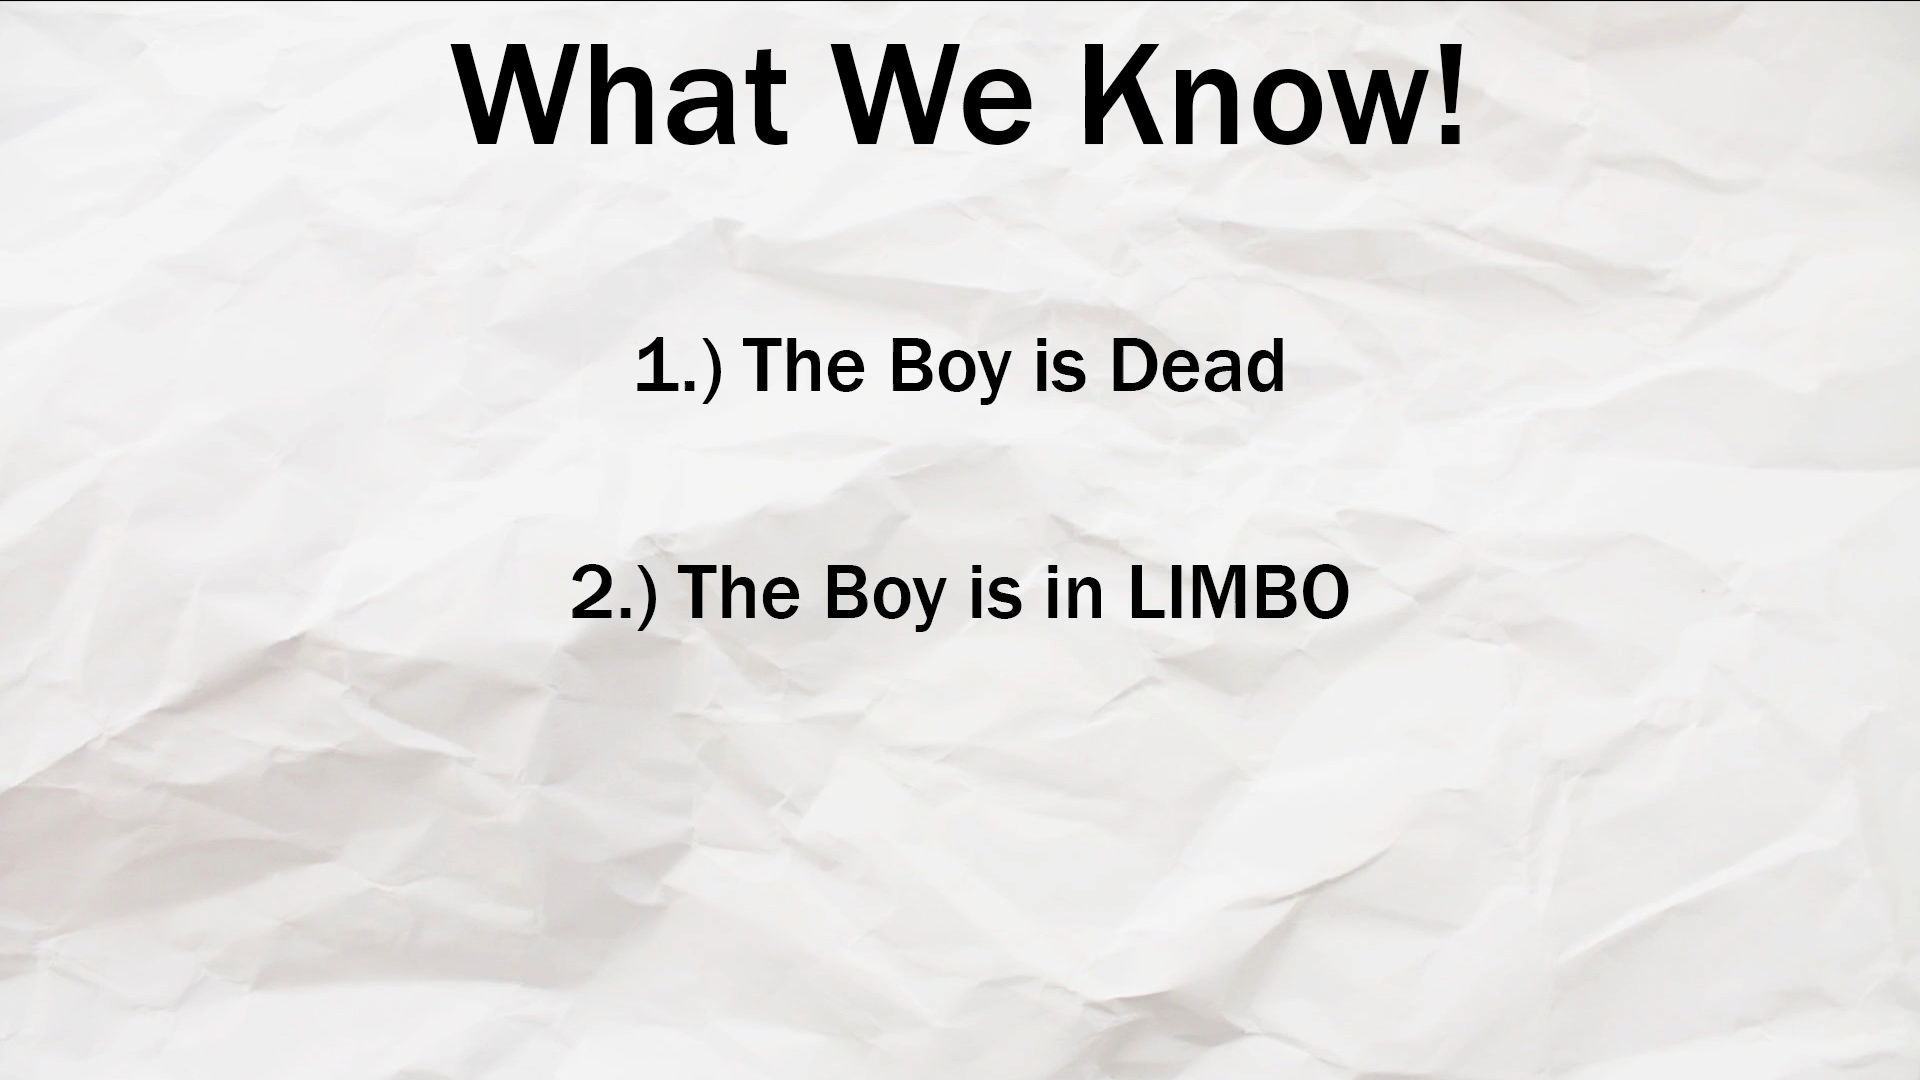 What We Know!
1.) The Boy is Dead
2.) The Boy is in LIMBO